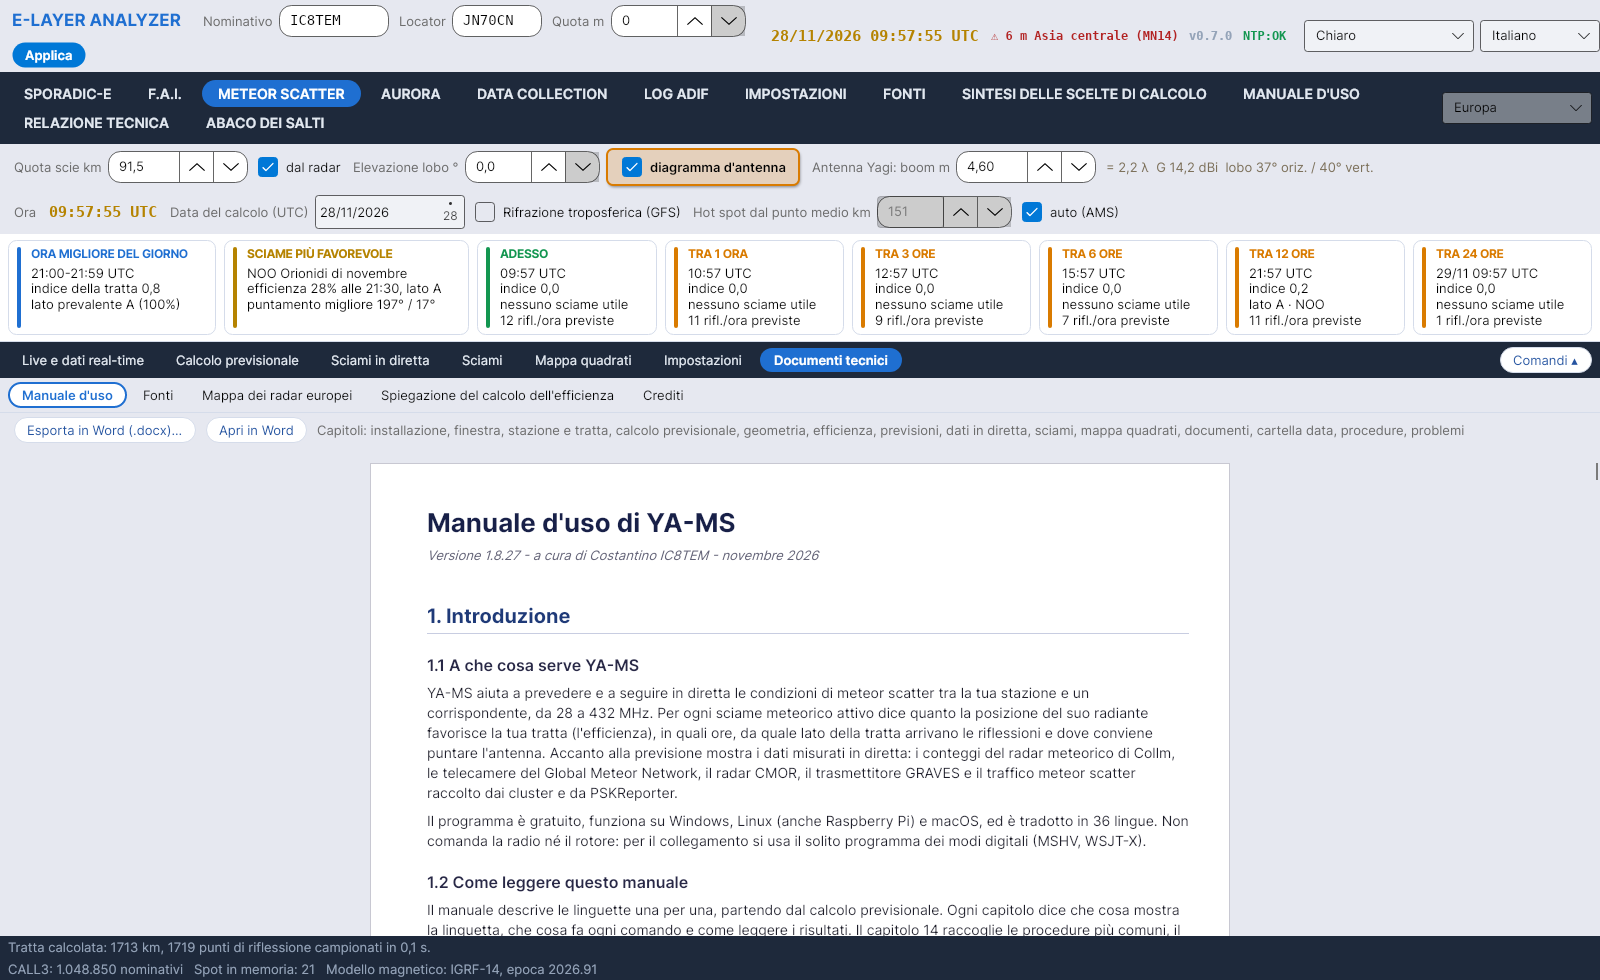 E-LAYER ANALYZER Nominativo IC8TEM Locator JN70CN Quota m 0
28/11/2026 09:57:55 UTC ⚠ 6 m Asia centrale (MN14) v0.7.0 NTP:OK Chiaro Italiano
Applica
SPORADIC-E F.A.I. METEOR SCATTER AURORA DATA COLLECTION LOG ADIF IMPOSTAZIONI FONTI SINTESI DELLE SCELTE DI CALCOLO MANUALE D'USO
RELAZIONE TECNICA ABACO DEI SALTI
Europa
Quota scie km 91,5 dal radar Elevazione lobo ° 0,0 diagramma d'antenna Antenna Yagi: boom m 4,60 = 2,2 λ G 14,2 dBi lobo 37° oriz. / 40° vert.
Ora 09:57:55 UTC Data del calcolo (UTC) 28/11/2026 28 Rifrazione troposferica (GFS) Hot spot dal punto medio km 151 auto (AMS)
ORA MIGLIORE DEL GIORNO
21:00-21:59 UTC
indice della tratta 0,8
lato prevalente A (100%)
SCIAME PIÙ FAVOREVOLE
NOO Orionidi di novembre
efficienza 28% alle 21:30, lato A
puntamento migliore 197° / 17°
ADESSO
09:57 UTC
indice 0,0
nessuno sciame utile
12 rifl./ora previste
TRA 1 ORA
10:57 UTC
indice 0,0
nessuno sciame utile
11 rifl./ora previste
TRA 3 ORE
12:57 UTC
indice 0,0
nessuno sciame utile
9 rifl./ora previste
TRA 6 ORE
15:57 UTC
indice 0,0
nessuno sciame utile
7 rifl./ora previste
TRA 12 ORE
21:57 UTC
indice 0,2
lato A · NOO
11 rifl./ora previste
TRA 24 ORE
29/11 09:57 UTC
indice 0,0
nessuno sciame utile
1 rifl./ora previste
Live e dati real-time Calcolo previsionale Sciami in diretta Sciami Mappa quadrati Impostazioni Documenti tecnici Comandi ▴
Manuale d'uso Fonti Mappa dei radar europei Spiegazione del calcolo dell'efficienza Crediti
Esporta in Word (.docx)... Apri in Word Capitoli: installazione, finestra, stazione e tratta, calcolo previsionale, geometria, efficienza, previsioni, dati in diretta, sciami, mappa quadrati, documenti, cartella data, procedure, problemi
Manuale d'uso di YA-MS
Versione 1.8.27 - a cura di Costantino IC8TEM - novembre 2026
1. Introduzione
1.1 A che cosa serve YA-MS
YA-MS aiuta a prevedere e a seguire in diretta le condizioni di meteor scatter tra la tua stazione e un
corrispondente, da 28 a 432 MHz. Per ogni sciame meteorico attivo dice quanto la posizione del suo radiante
favorisce la tua tratta (l'efficienza), in quali ore, da quale lato della tratta arrivano le riflessioni e dove conviene
puntare l'antenna. Accanto alla previsione mostra i dati misurati in diretta: i conteggi del radar meteorico di Collm,
le telecamere del Global Meteor Network, il radar CMOR, il trasmettitore GRAVES e il traffico meteor scatter
raccolto dai cluster e da PSKReporter.
Il programma è gratuito, funziona su Windows, Linux (anche Raspberry Pi) e macOS, ed è tradotto in 36 lingue. Non
comanda la radio né il rotore: per il collegamento si usa il solito programma dei modi digitali (MSHV, WSJT-X).
1.2 Come leggere questo manuale
Il manuale descrive le linguette una per una, partendo dal calcolo previsionale. Ogni capitolo dice che cosa mostra
la linguetta, che cosa fa ogni comando e come leggere i risultati. Il capitolo 14 raccoglie le procedure più comuni, il
Tratta calcolata: 1713 km, 1719 punti di riflessione campionati in 0,1 s.
CALL3: 1.048.850 nominativi Spot in memoria: 21 Modello magnetico: IGRF-14, epoca 2026.91